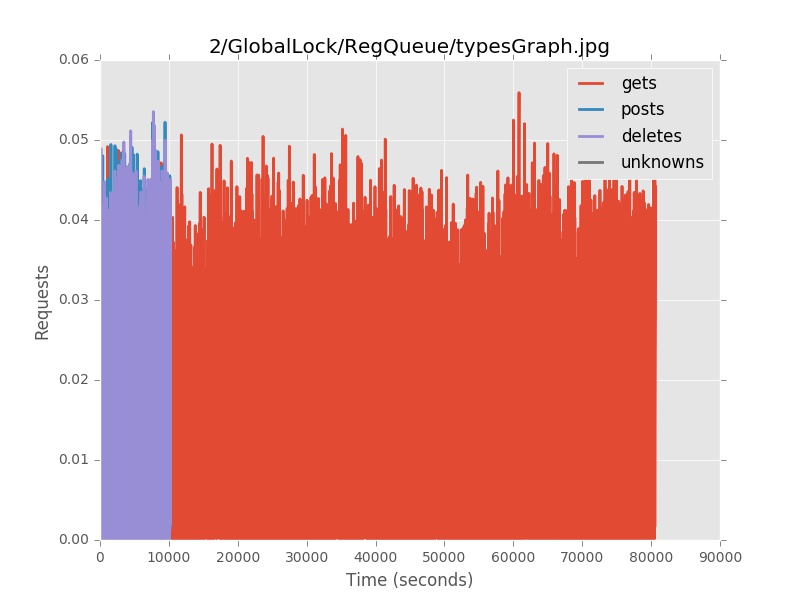 2/GlobalLock/RegQueue/typesGraph.jpg
0.06
0.05
0.04
0.03
0.02
0.01
0.00
Requests
gets
posts
deletes
unknowns
0 10000 20000 30000 40000 50000 60000 70000 80000 90000
Time (seconds)